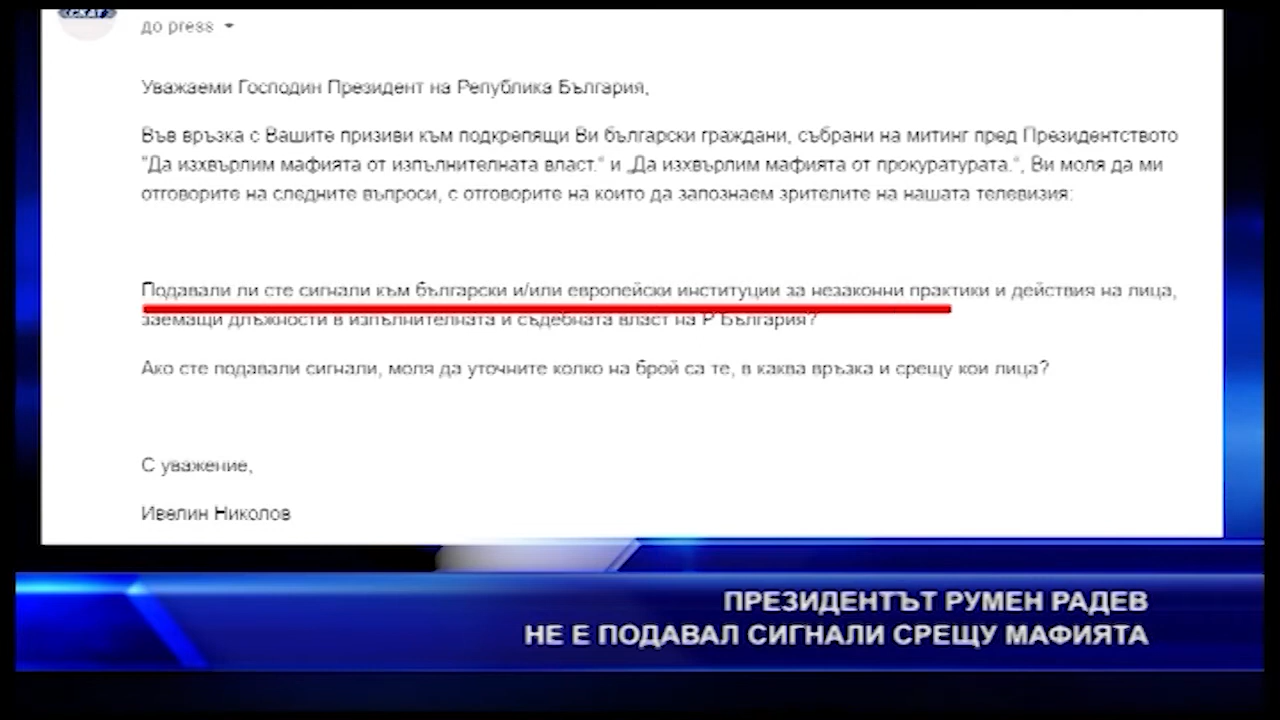 СКАТ
до press
Уважаеми Господин Президент на Република България,
Във връзка с Вашите призиви към подкрепящи Ви български граждани, събрани на митинг пред Президентството
"Да изхвърлим мафията от изпълнителната власт.“ и „Да изхвърлим мафията от прокуратурата.“, Ви моля да ми
отговорите на следните въпроси, с отговорите на които да запознаем зрителите на нашата телевизия:
Подавали ли сте сигнали към български и/или европейски институции за незаконни практики и действия на лица,
заемащи длъжности в изпълнителната и съдебната власт на Р България?
Ако сте подавали сигнали, моля да уточните колко на брой са те, в каква връзка и срещу кои лица?
С уважение,
Ивелин Николов
ПРЕЗИДЕНТЪТ РУМЕН РАДЕВ
НЕ Е ПОДАВАЛ СИГНАЛИ СРЕЩУ МАФИЯТА